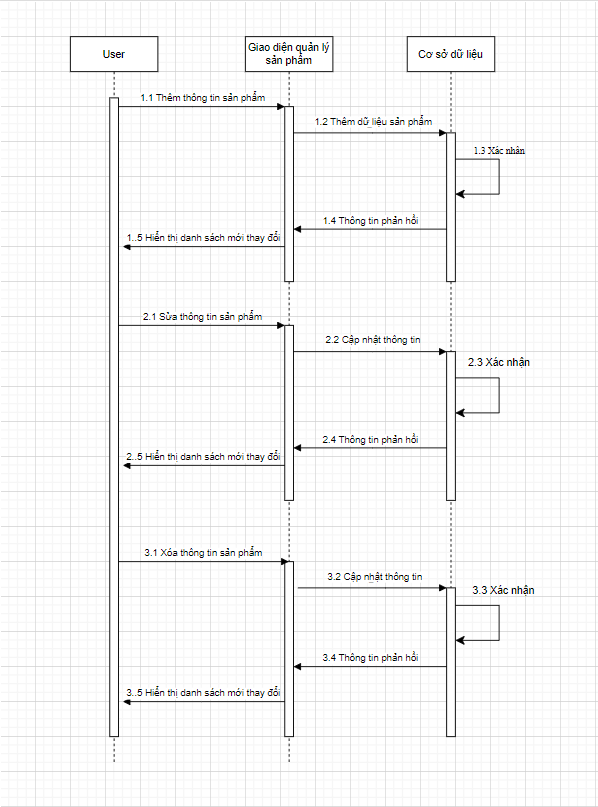 User
Giao diện quản lý
sản phẩm
Cơ sở dữ liệu
1.1 Thêm thông tin sản phẩm
1.2 Thêm dữ liệu sản phẩm
1.3 Xác nhân
1.4 Thông tin phản hồi
1..5 Hiển thị danh sách mới thay đổi
2.1 Sửa thông tin sản phẩm
2.2 Cập nhật thông tin
2.3 Xác nhận
2.4 Thông tin phản hồi
2..5 Hiển thị danh sách mới thay đổi
3.1 Xóa thông tin sản phẩm
3.2 Cập nhật thông tin
3.3 Xác nhận
3.4 Thông tin phản hồi
3..5 Hiển thị danh sách mới thay đổi